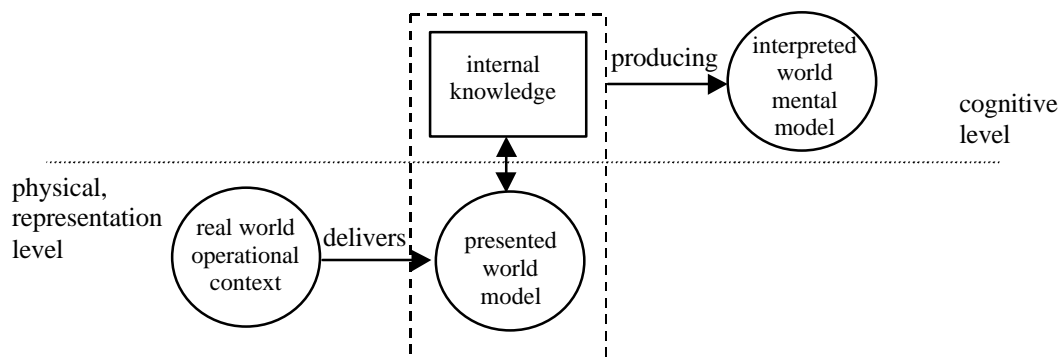 internal
knowledge
producing
interpreted
world
mental
model
cognitive
level
physical,
representation
level
real world
operational
context
delivers
presented
world
model